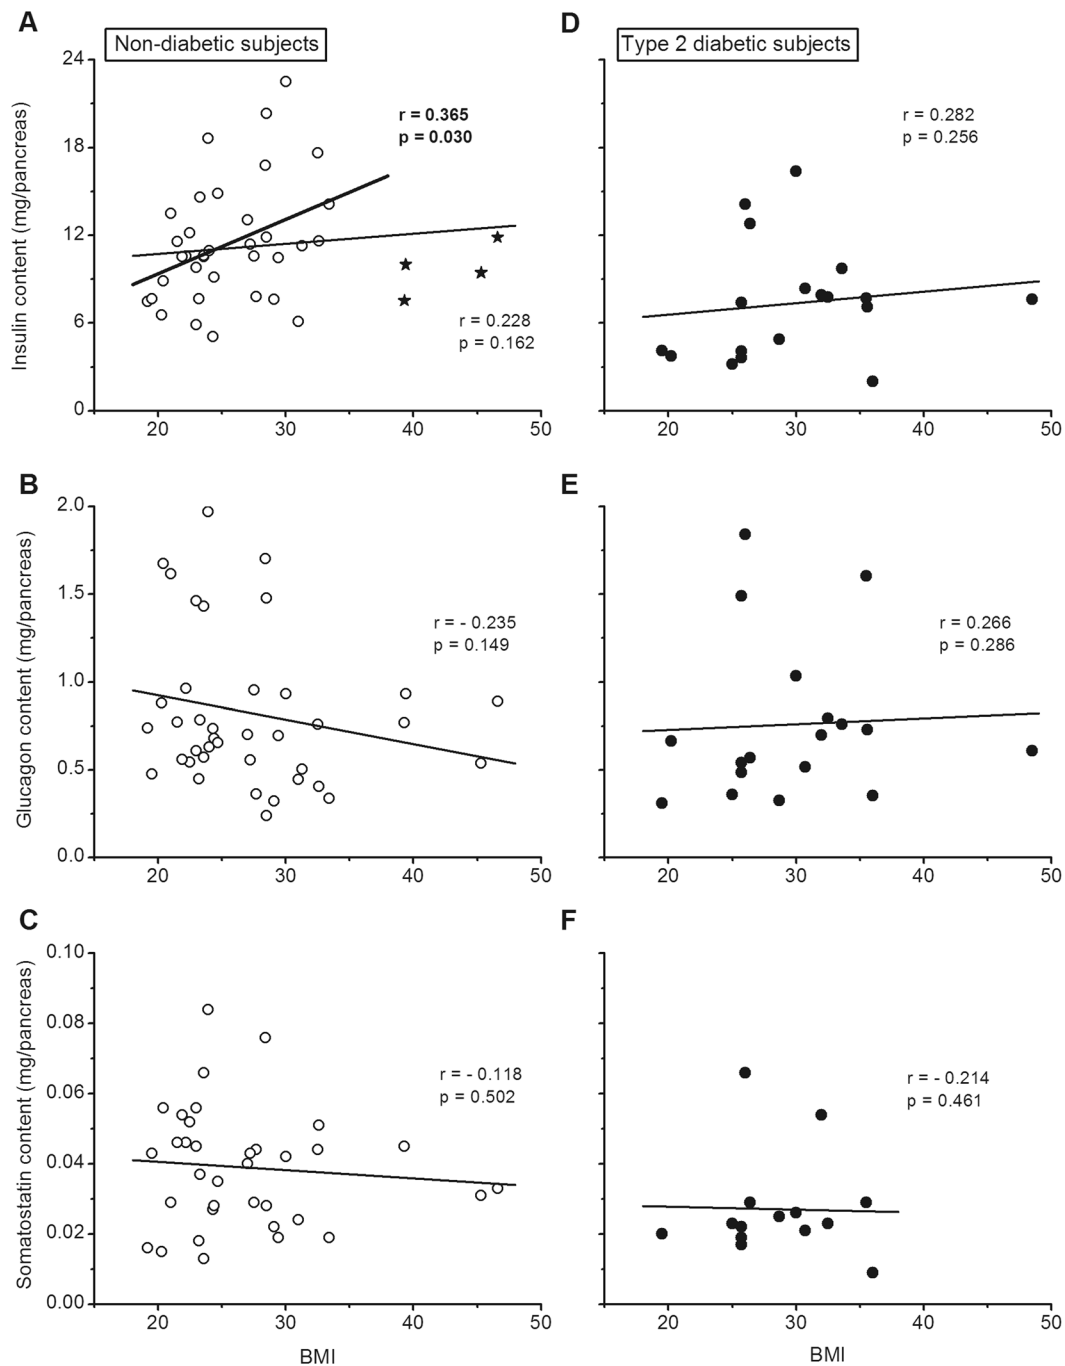 A
Non-diabetic subjects
Insulin content (mg/pancreas)
24
18
12
6
0
r = 0.365
p = 0.030
r = 0.228
p = 0.162
20
30
40
50
D
Type 2 diabetic subjects
r = 0.282
p = 0.256
20
30
40
50
B
Glucagon content (mg/pancreas)
2.0
1.5
1.0
0.5
0.0
r = - 0.235
p = 0.149
20
30
40
50
E
r = 0.266
p = 0.286
20
30
40
50
C
Somatostatin content (mg/pancreas)
0.10
0.08
0.06
0.04
0.02
0.00
r = - 0.118
p = 0.502
20
30
40
50
BMI
F
r = - 0.214
p = 0.461
20
30
40
50
BMI